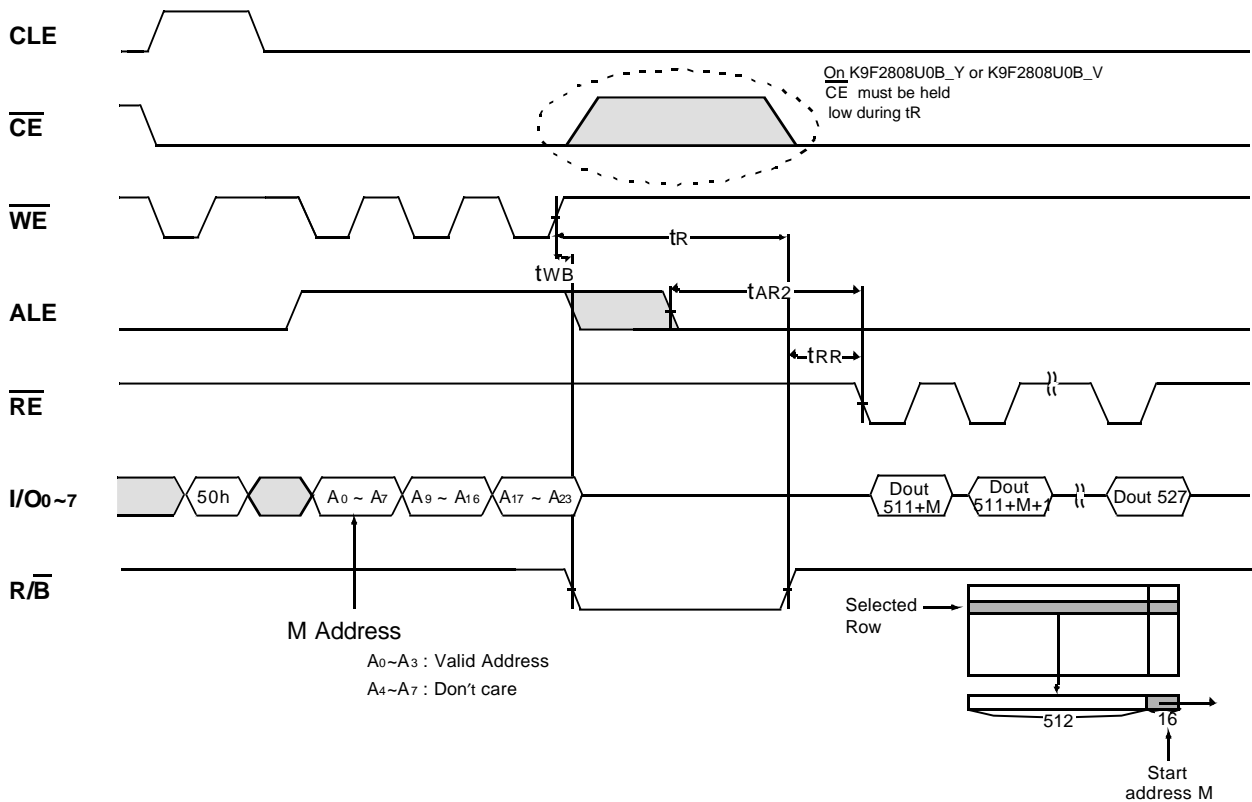 CLE
On K9F2808U0B_Y or K9F2808U0B_V
CE must be held
low during tR
CE
WE
tR
tWB
ALE
tAR2
tRR
RE
I/O0~7
50h
A0 ~ A7
A9 ~ A16
A17 ~ A23
Dout
511+M
Dout
511+M+1
Dout 527
R/B
M Address
A0~A3 : Valid Address
A4~A7 : Don't care
Selected
Row
512
16
Start
address M